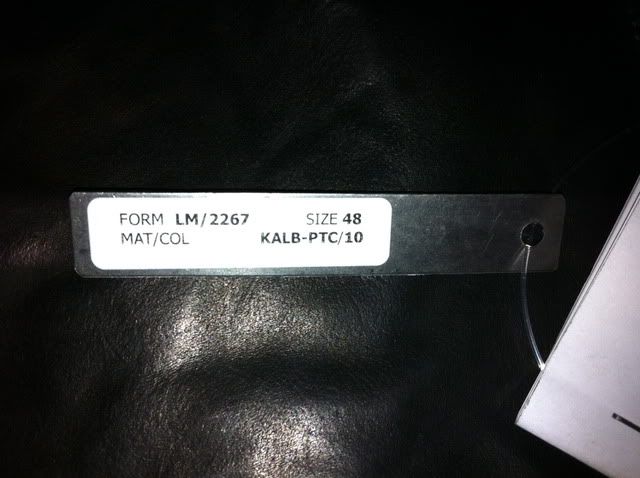 FORM LM/2267 SIZE 48
MAT/COL KALB-PTC/10